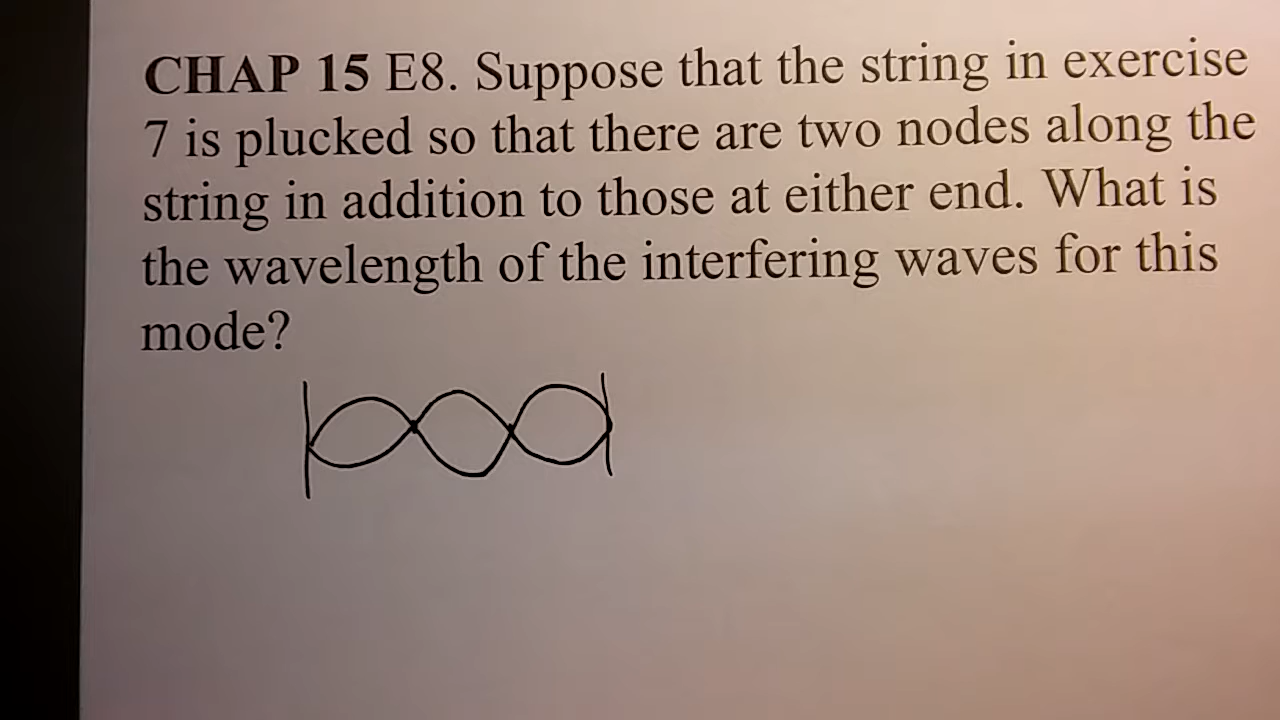 CHAP 15 E8. Suppose that the string in exercise
7 is plucked so that there are two nodes along the
string in addition to those at either end. What is
the wavelength of the interfering waves for this
mode?